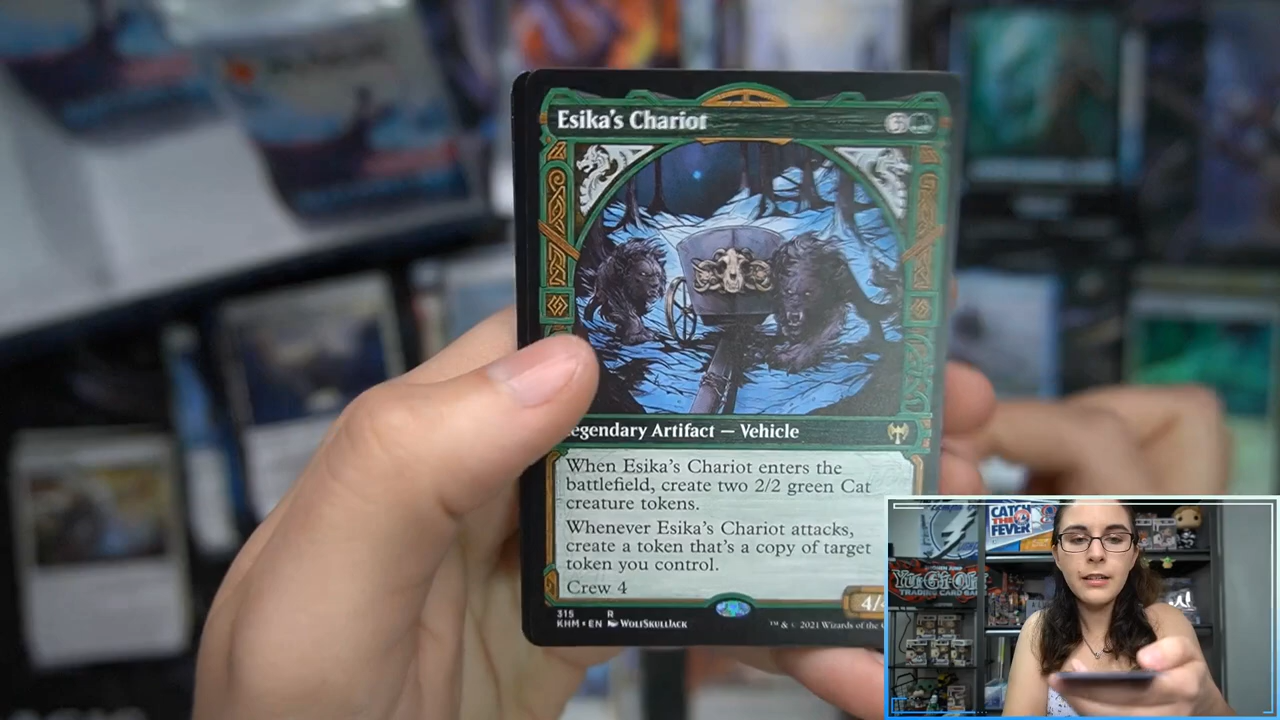 Esika's Chariot
egendary Artifact — Vehicle
When Esika's Chariot enters the
battlefield, create two 2/2 green Cat
creature tokens.
Whenever Esika's Chariot attacks,
create a token that's a copy of target
token you control.
Crew 4
4/4
315 R
KHM • EN WolfSkullJack
™ & © 2021 Wizards of the
CATCH
THE
FEVER
Yu-Gi-Oh!
TRADING CARD GA